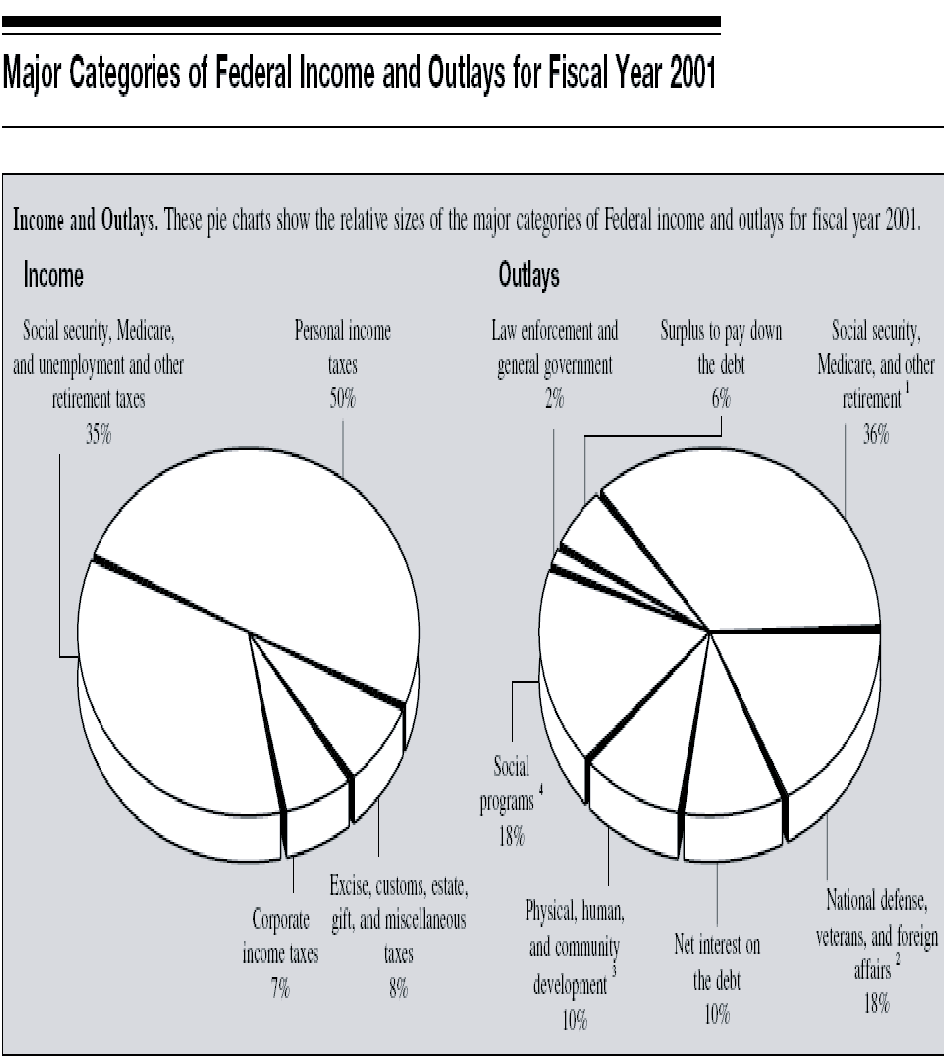 Major Categories of Federal Income and Outlays for Fiscal Year 2001
Income and Outlays. These pie charts show the relative sizes of the major categories of Federal income and outlays for fiscal year 2001.
Income
Social security, Medicare,
and unemployment and other
retirement taxes
35%
Personal income
taxes
50%
Corporate
income taxes
7%
Excise, customs, estate,
gift, and miscellaneous
taxes
8%
Outlays
Law enforcement and
general government
2%
Surplus to pay down
the debt
6%
Social security,
Medicare, and other
retirement 1
36%
Social
programs 4
18%
Physical, human,
and community
development 3
10%
Net interest on
the debt
10%
National defense,
veterans, and foreign
affairs 2
18%